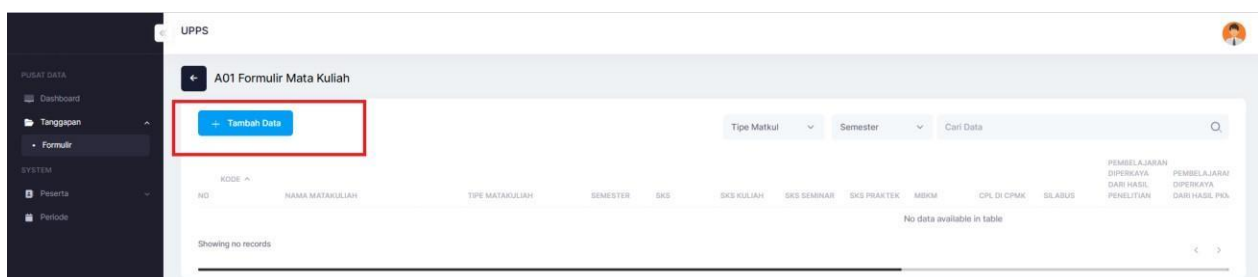 UPPS
PUSAT DATA
Dashboard
Tanggapan
Formulir
SYSTEM
Peserta
Periode
A01 Formulir Mata Kuliah
+ Tambah Data
Tipe Matkul
Semester
Cari Data
NO
KODE
NAMA MATAKULIAH
TIPE MATAKULIAH
SEMESTER
SKS
SKS KULIAH
SKS SEMINAR
SKS PRAKTEK
MBKM
CPL DI CPMK
SILABUS
PEMBELAJARAN
DIPERKAYA
DARI HASIL
PENELITIAN
PEMBELAJARA
DIPERKAYA
DARI HASIL PKM
No data available in table
Showing no records